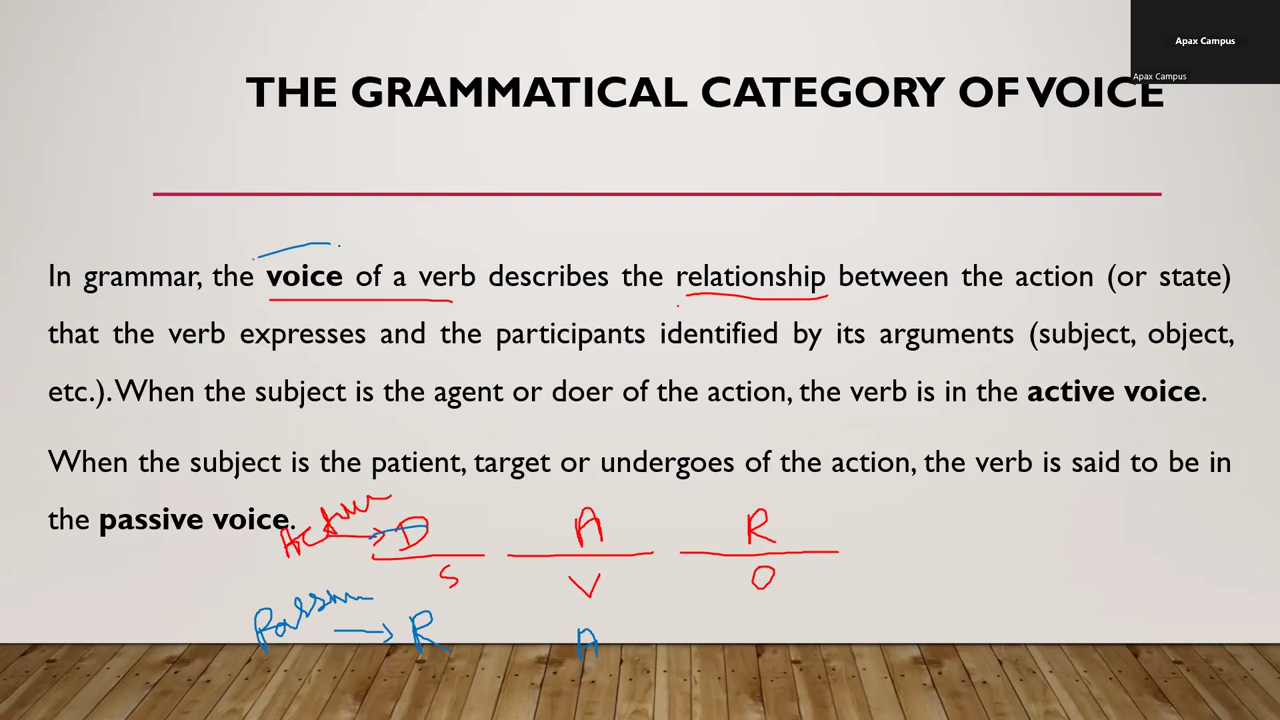 Apax Campus
Apax Campus
THE GRAMMATICAL CATEGORY OF VOICE
In grammar, the voice of a verb describes the relationship between the action (or state)
that the verb expresses and the participants identified by its arguments (subject, object,
etc.). When the subject is the agent or doer of the action, the verb is in the active voice.
When the subject is the patient, target or undergoes of the action, the verb is said to be in
the passive voice.
Active → D A R
S V O
Passive → R A